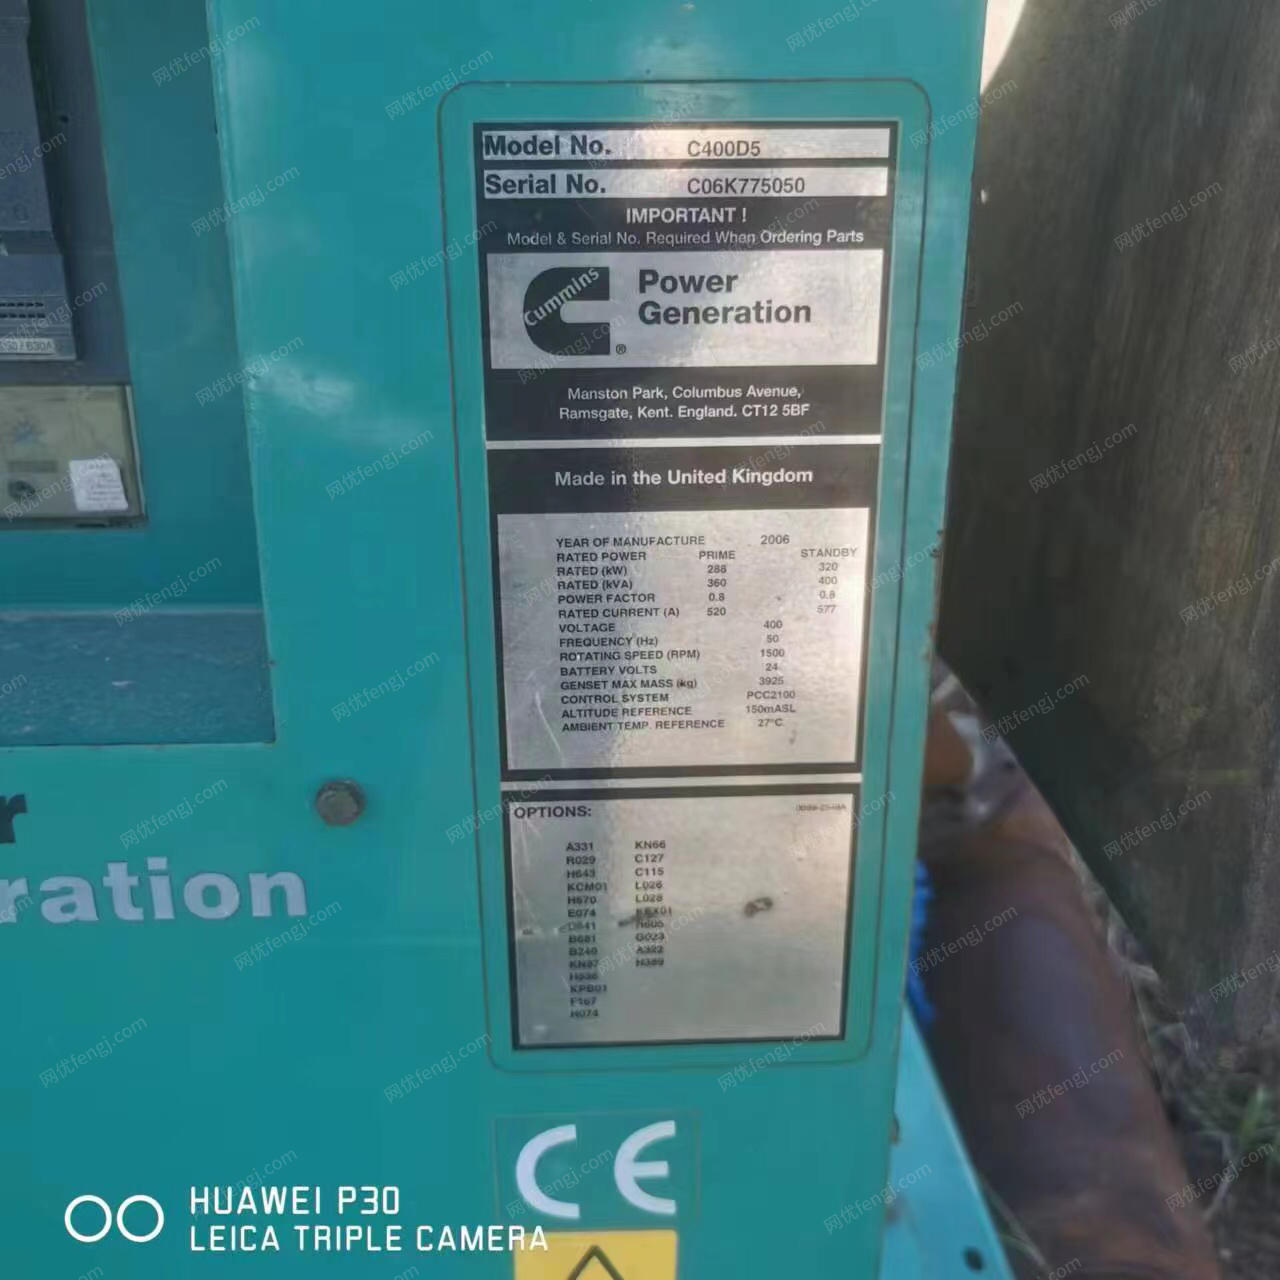 Model No. C400D5
Serial No. C06K775050
IMPORTANT !
Model & Serial No. Required When Ordering Parts
Cummins
Power
Generation
®
Manston Park, Columbus Avenue,
Ramsgate, Kent. England. CT12 5BF
Made in the United Kingdom
YEAR OF MANUFACTURE 2006
RATED POWER PRIME STANDBY
RATED (kW) 288 320
RATED (kVA) 360 400
POWER FACTOR 0.8 0.8
RATED CURRENT (A) 520 577
VOLTAGE 400
FREQUENCY (Hz) 50
ROTATING SPEED (RPM) 1500
BATTERY VOLTS 24
GENSET MAX MASS (kg) 3925
CONTROL SYSTEM PCC2100
ALTITUDE REFERENCE 150mASL
AMBIENT TEMP. REFERENCE 27°C
OPTIONS:
A331 KN66
R029 C127
H643 C115
KCM01 L026
H670 L028
E074 KEX01
H605
B681 G023
B240 A322
KN97 H389
H536
KPB01
F167
H074
r
ration
CE
HUAWEI P30
LEICA TRIPLE CAMERA
网优fengj.com